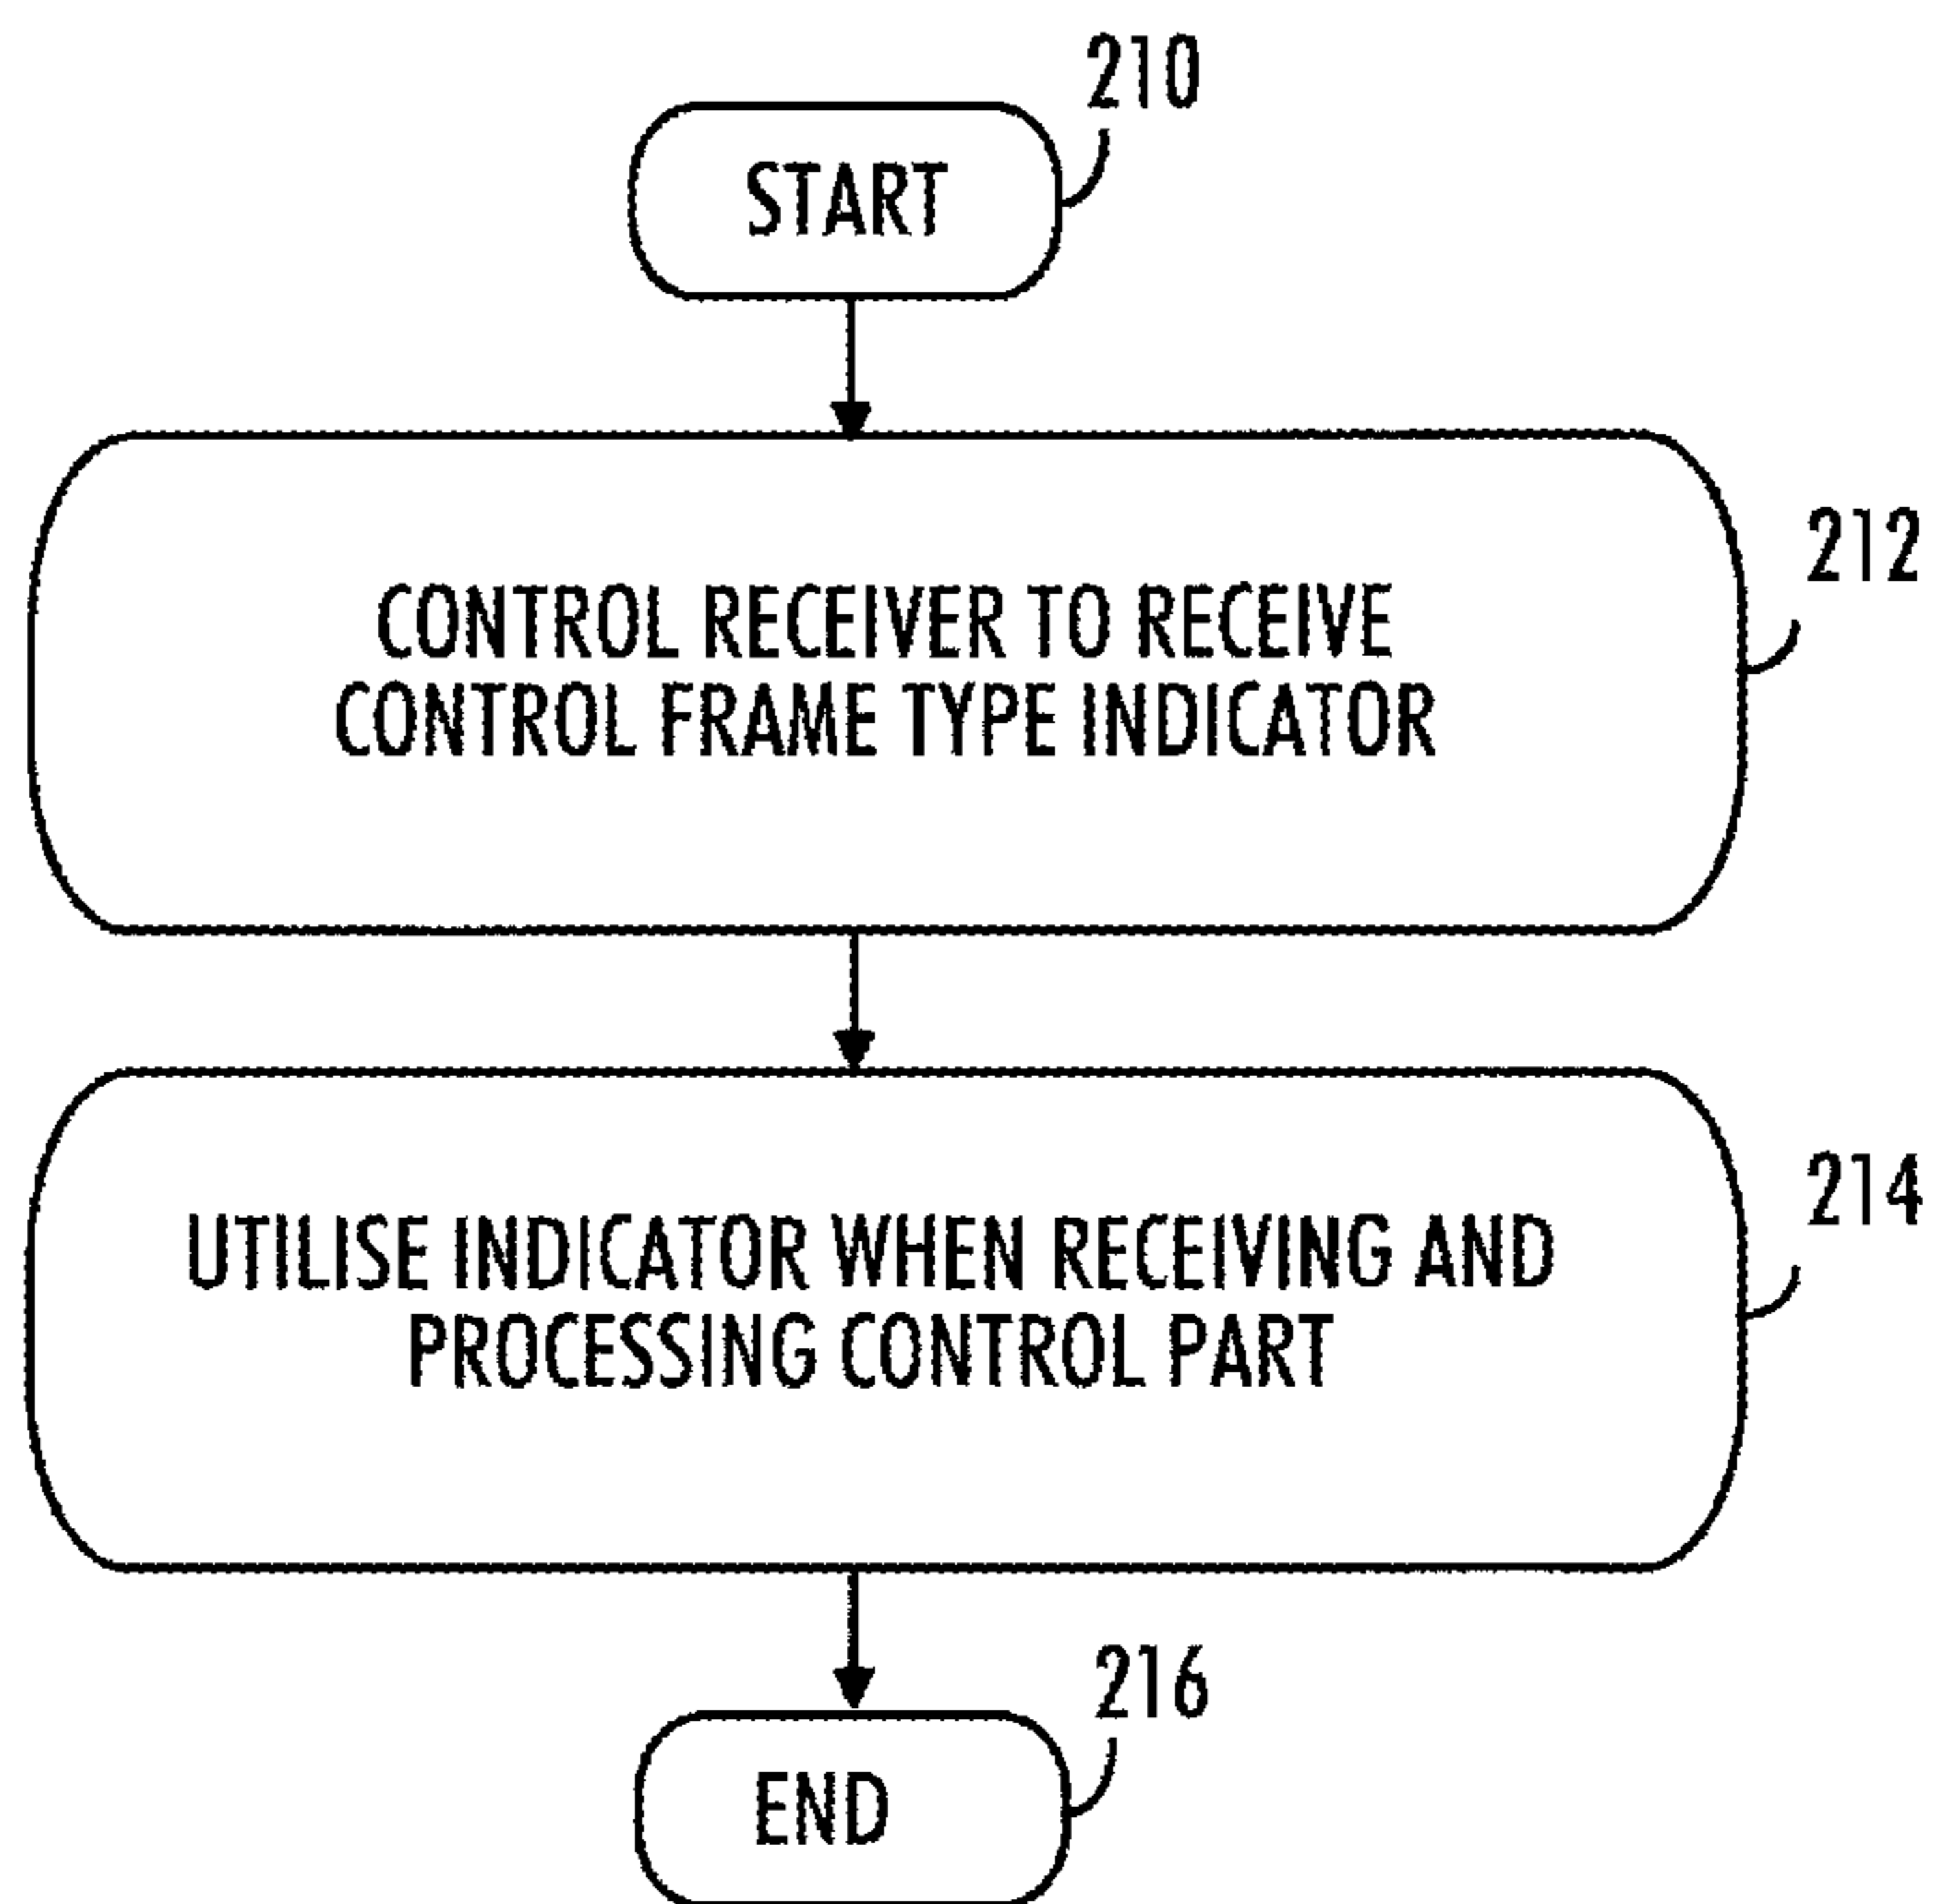 210
START
212
CONTROL RECEIVER TO RECEIVE
CONTROL FRAME TYPE INDICATOR
214
UTILISE INDICATOR WHEN RECEIVING AND
PROCESSING CONTROL PART
216
END